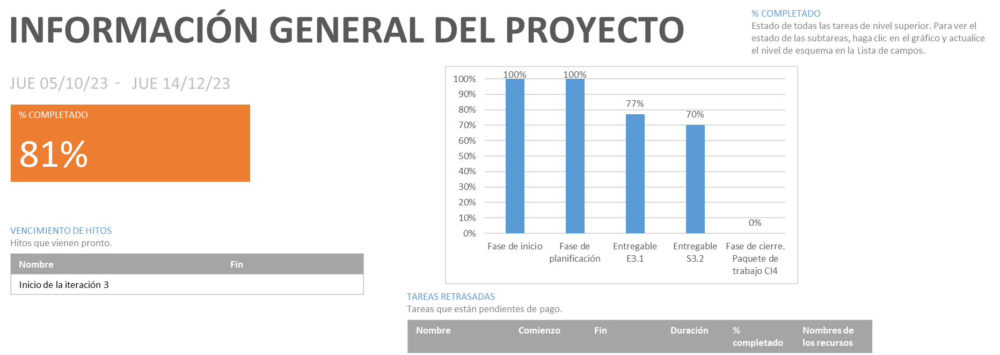 INFORMACIÓN GENERAL DEL PROYECTO
% COMPLETADO
Estado de todas las tareas de nivel superior. Para ver el
estado de las subtareas, haga clic en el gráfico y actualice
el nivel de esquema en la Lista de campos.
JUE 05/10/23 - JUE 14/12/23
% COMPLETADO
81%
100%
90%
80%
70%
60%
50%
40%
30%
20%
10%
0%
100%
100%
77%
70%
0%
Fase de inicio
Fase de
planificación
Entregable
E3.1
Entregable
S3.2
Fase de cierre.
Paquete de
trabajo CI4
VENCIMIENTO DE HITOS
Hitos que vienen pronto.
Nombre Fin
Inicio de la iteración 3
TAREAS RETRASADAS
Tareas que están pendientes de pago.
Nombre Comienzo Fin Duración % completado Nombres de los recursos